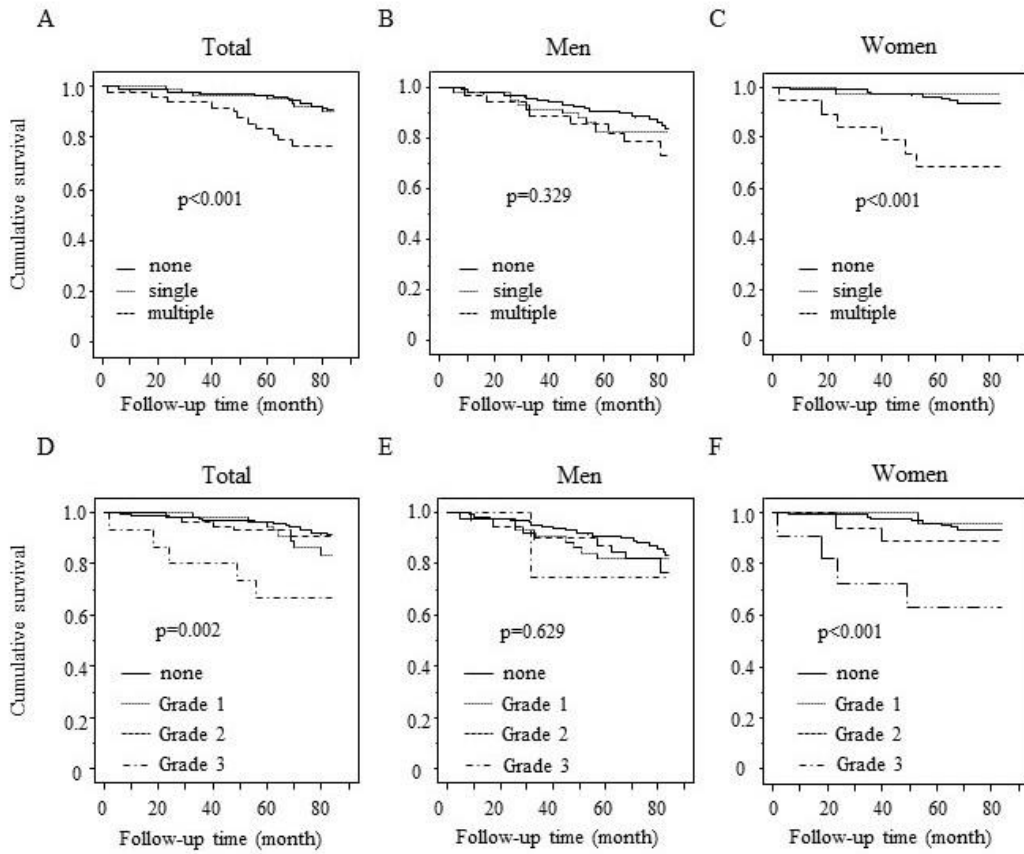 A
Total
Cumulative survival
1.0
0.8
0.6
0.4
0.2
0
p<0.001
none
single
multiple
0 20 40 60 80
Follow-up time (month)
B
Men
1.0
0.8
0.6
0.4
0.2
0
p=0.329
none
single
multiple
0 20 40 60 80
Follow-up time (month)
C
Women
1.0
0.8
0.6
0.4
0.2
0
p<0.001
none
single
multiple
0 20 40 60 80
Follow-up time (month)
D
Total
Cumulative survival
1.0
0.8
0.6
0.4
0.2
0
p=0.002
none
Grade 1
Grade 2
Grade 3
0 20 40 60 80
Follow-up time (month)
E
Men
1.0
0.8
0.6
0.4
0.2
0
p=0.629
none
Grade 1
Grade 2
Grade 3
0 20 40 60 80
Follow-up time (month)
F
Women
1.0
0.8
0.6
0.4
0.2
0
p<0.001
none
Grade 1
Grade 2
Grade 3
0 20 40 60 80
Follow-up time (month)